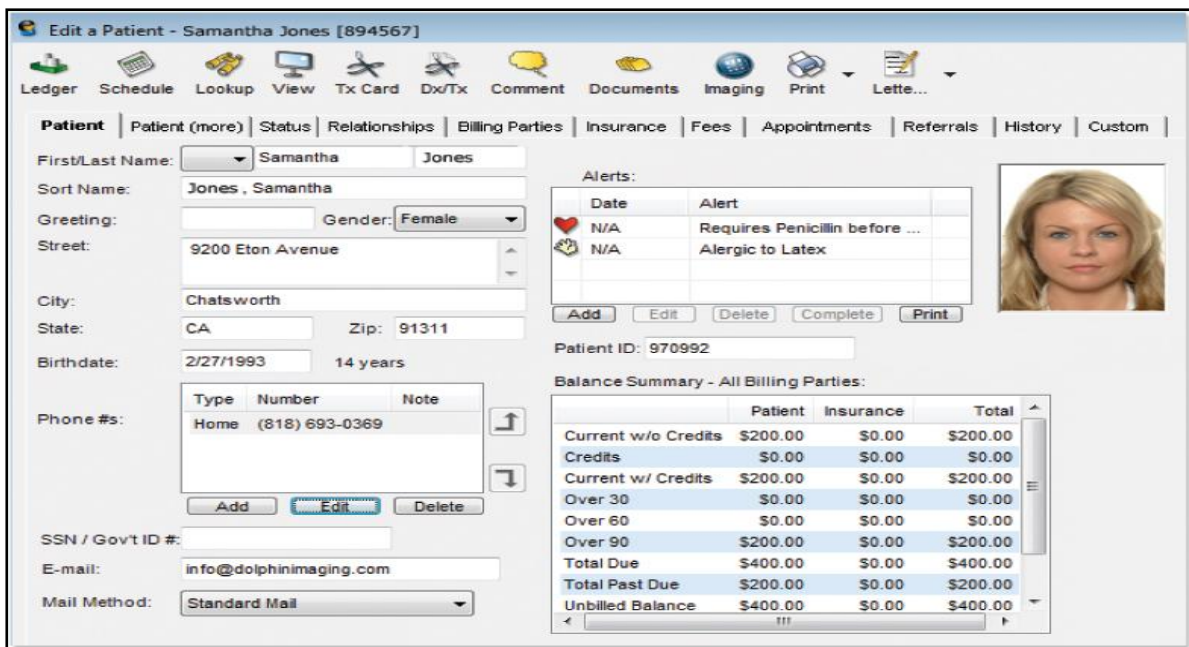 Edit a Patient - Samantha Jones [894567]
Ledger Schedule Lookup View Tx Card Dx/Tx Comment Documents Imaging Print Lette...
Patient Patient (more) Status Relationships Billing Parties Insurance Fees Appointments Referrals History Custom
First/Last Name: Samantha Jones
Sort Name: Jones , Samantha
Greeting: Gender: Female
Street: 9200 Eton Avenue
City: Chatsworth
State: CA Zip: 91311
Birthdate: 2/27/1993 14 years
Phone #s:
Type Number Note
Home (818) 693-0369
Add Edit Delete
SSN / Gov't ID #:
E-mail: info@dolphinimaging.com
Mail Method: Standard Mail
Alerts:
Date Alert
N/A Requires Penicillin before ...
N/A Alergic to Latex
Add Edit Delete Complete Print
Patient ID: 970992
Balance Summary - All Billing Parties:
Patient Insurance Total
Current w/o Credits $200.00 $0.00 $200.00
Credits $0.00 $0.00 $0.00
Current w/ Credits $200.00 $0.00 $200.00
Over 30 $0.00 $0.00 $0.00
Over 60 $0.00 $0.00 $0.00
Over 90 $200.00 $0.00 $200.00
Total Due $400.00 $0.00 $400.00
Total Past Due $200.00 $0.00 $200.00
Unbilled Balance $400.00 $0.00 $400.00